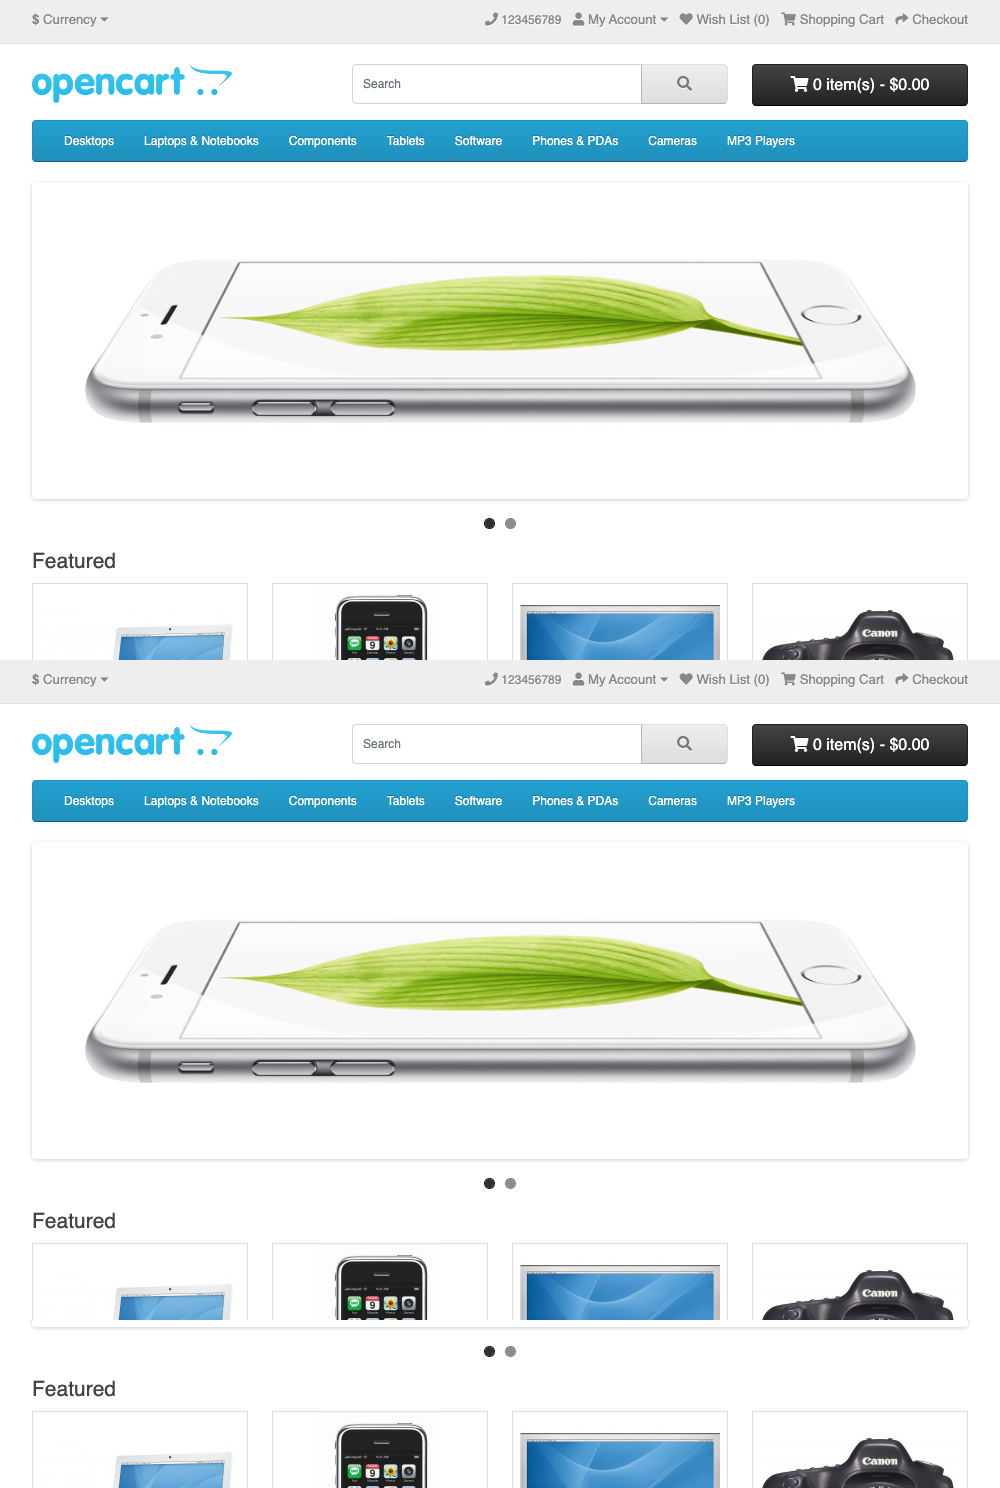 $ Currency 123456789 My Account Wish List (0) Shopping Cart Checkout
opencart Search 0 item(s) - $0.00
Desktops Laptops & Notebooks Components Tablets Software Phones & PDAs Cameras MP3 Players
Featured
9
Canon
$ Currency 123456789 My Account Wish List (0) Shopping Cart Checkout
opencart Search 0 item(s) - $0.00
Desktops Laptops & Notebooks Components Tablets Software Phones & PDAs Cameras MP3 Players
Featured
9
Canon
Featured
9
Canon